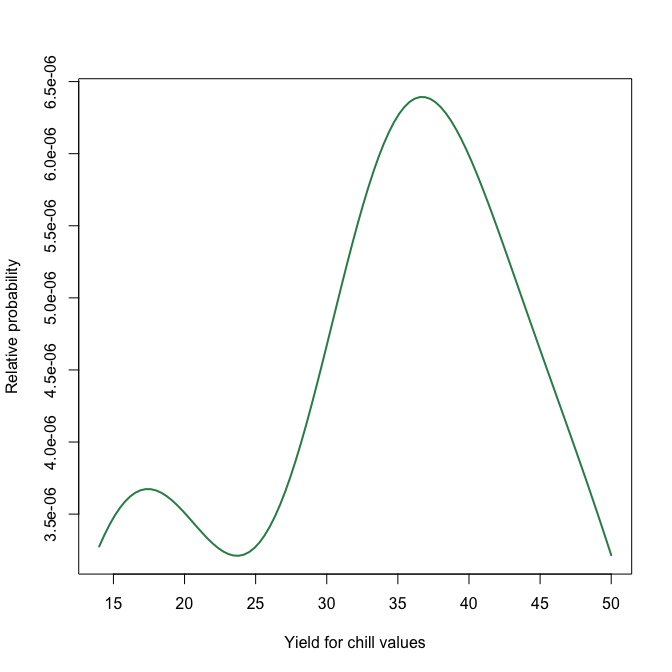 Relative probability
6.5e-06
6.0e-06
5.5e-06
5.0e-06
4.5e-06
4.0e-06
3.5e-06
15 20 25 30 35 40 45 50
Yield for chill values